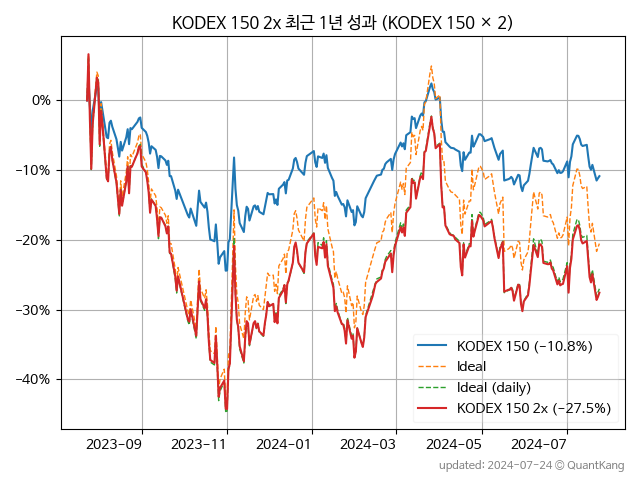 KODEX 150 2x 최근 1년 성과 (KODEX 150 × 2)
0%
−10%
−20%
−30%
−40%
KODEX 150 (−10.8%)
Ideal
Ideal (daily)
KODEX 150 2x (−27.5%)
2023−09
2023−11
2024−01
2024−03
2024−05
2024−07
updated: 2024-07-24 © QuantKang